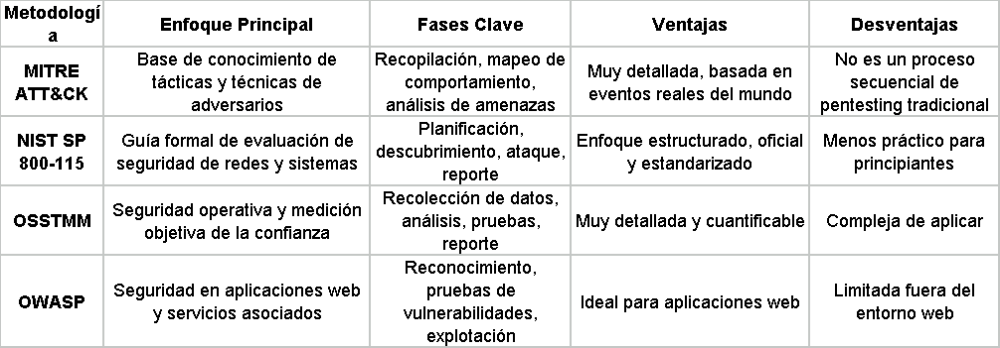 Metodologí
a
Enfoque Principal
Fases Clave
Ventajas
Desventajas
MITRE
ATT&CK
Base de conocimiento de
tácticas y técnicas de
adversarios
Recopilación, mapeo de
comportamiento,
análisis de amenazas
Muy detallada, basada en
eventos reales del mundo
No es un proceso
secuencial de
pentesting tradicional
NIST SP
800-115
Guía formal de evaluación de
seguridad de redes y sistemas
Planificación,
descubrimiento, ataque,
reporte
Enfoque estructurado, oficial
y estandarizado
Menos práctico para
principiantes
OSSTMM
Seguridad operativa y medición
objetiva de la confianza
Recolección de datos,
análisis, pruebas,
reporte
Muy detallada y cuantificable
Compleja de aplicar
OWASP
Seguridad en aplicaciones web
y servicios asociados
Reconocimiento,
pruebas de
vulnerabilidades,
explotación
Ideal para aplicaciones web
Limitada fuera del
entorno web